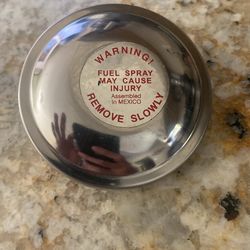 WARNING!
FUEL SPRAY
MAY CAUSE
INJURY
Assembled
in MEXICO
REMOVE SLOWLY